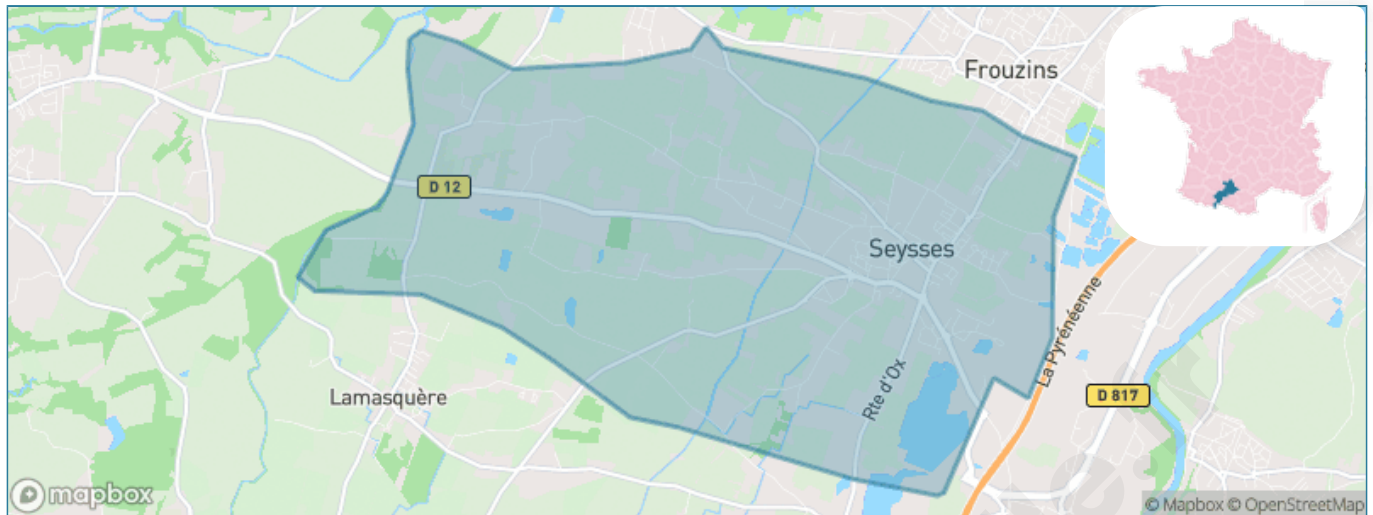 Frouzins
D 12
Seysses
La Pyrénéenne
Rte d'Ox
Lamasquère
D 817
mapbox
© Mapbox © OpenStreetMap